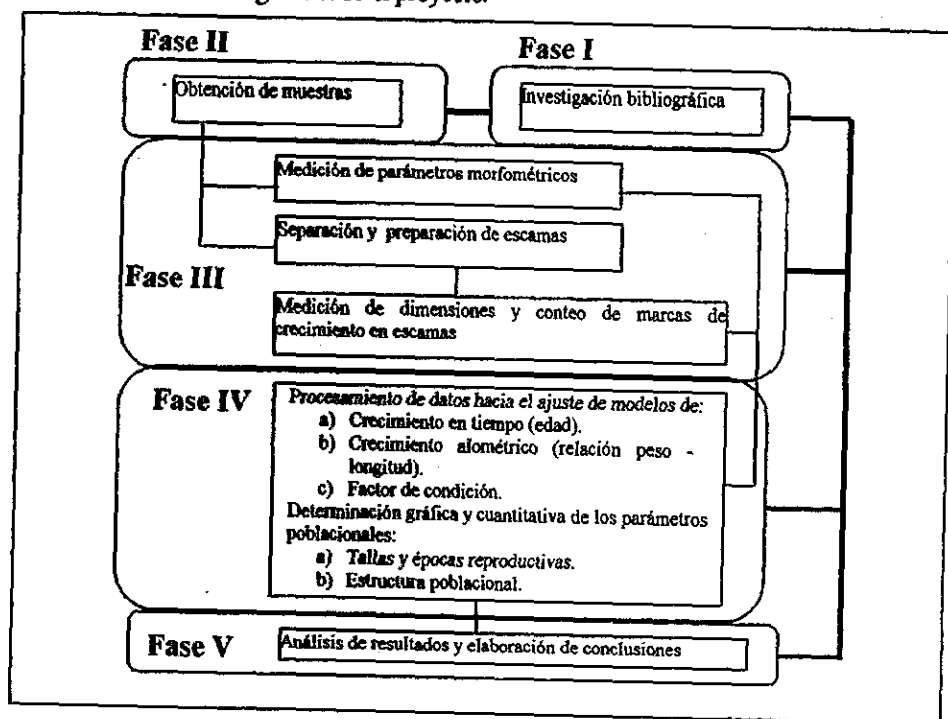 el proyecto.
Fase II
Fase I
Obtención de muestras
Investigación bibliográfica
Medición de parámetros morfométricos
Separación y preparación de escamas
Fase III
Medición de dimensiones y conteo de marcas de
crecimiento en escamas
Fase IV
Procesamiento de datos hacia el ajuste de modelos de:
a) Crecimiento en tiempo (edad).
b) Crecimiento alométrico (relación peso -
longitud).
c) Factor de condición.
Determinación gráfica y cuantitativa de los parámetros
poblacionales:
a) Tallas y épocas reproductivas.
b) Estructura poblacional.
Fase V
Análisis de resultados y elaboración de conclusiones